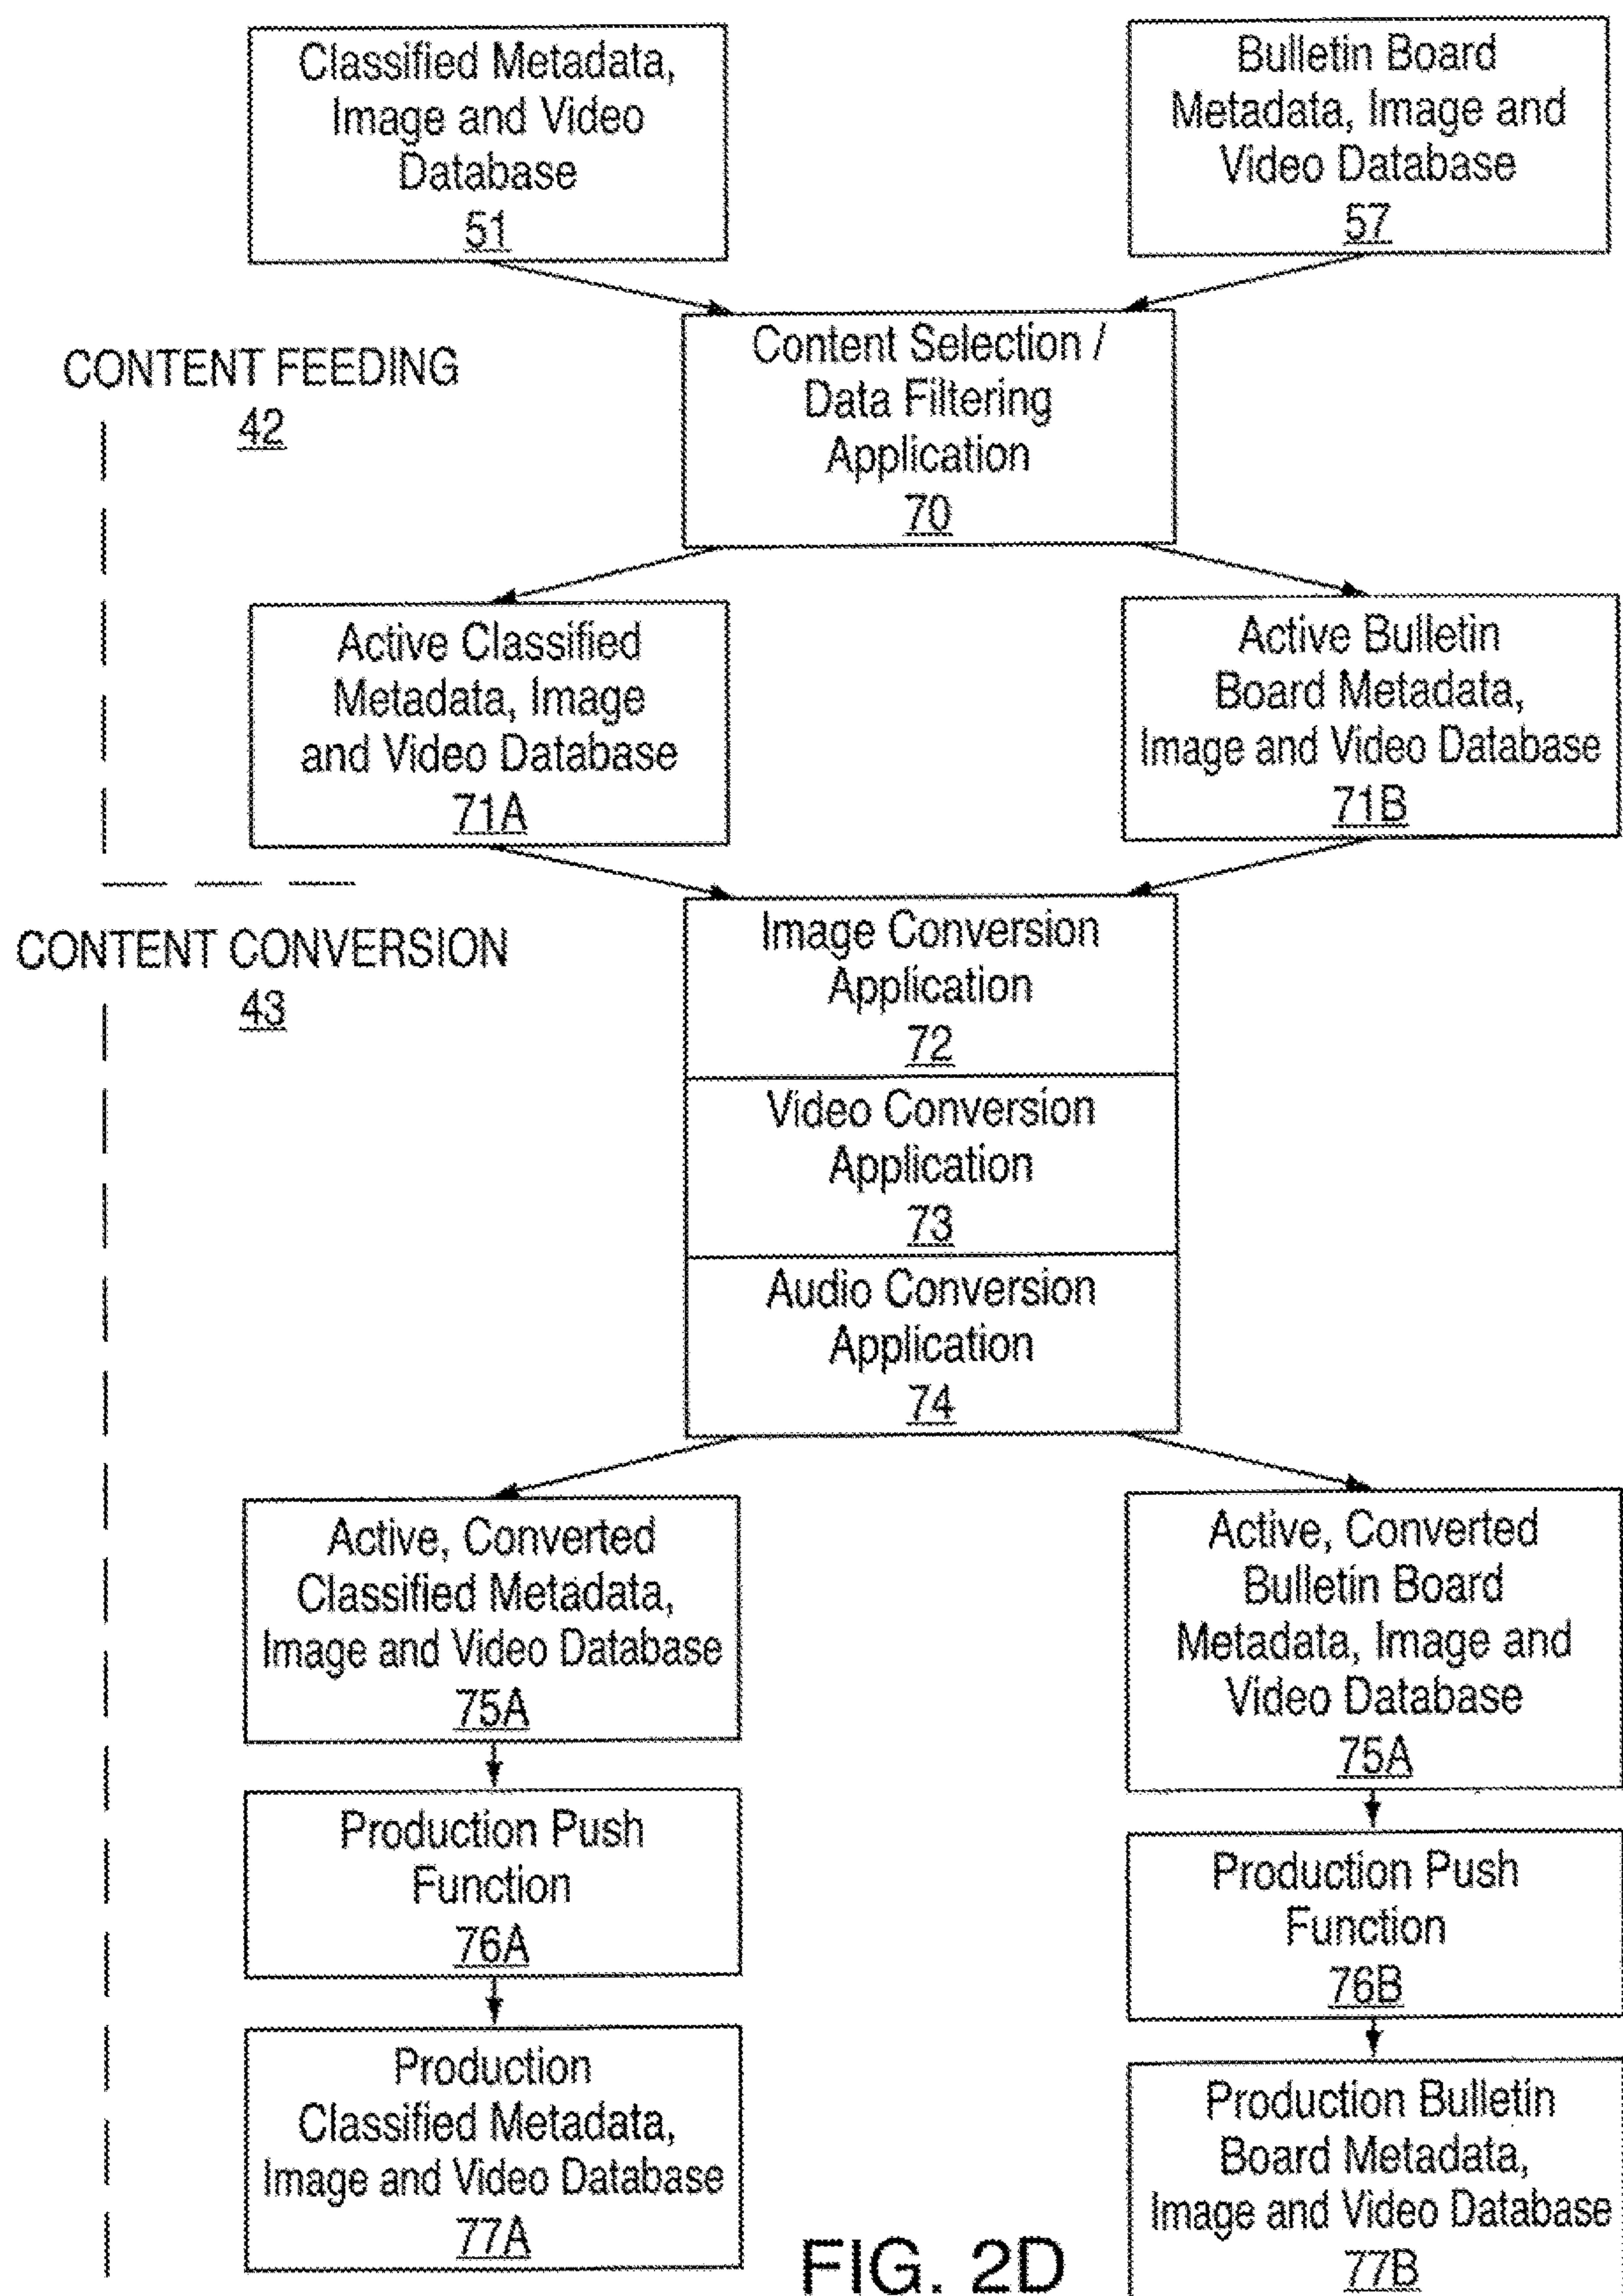 Classified Metadata,
Image and Video
Database
51
Bulletin Board
Metadata, Image and
Video Database
57
CONTENT FEEDING
42
Content Selection /
Data Filtering
Application
70
Active Classified
Metadata, Image
and Video Database
71A
Active Bulletin
Board Metadata,
Image and Video Database
71B
CONTENT CONVERSION
43
Image Conversion
Application
72
Video Conversion
Application
73
Audio Conversion
Application
74
Active, Converted
Classified Metadata,
Image and Video Database
75A
Active, Converted
Bulletin Board
Metadata, Image and
Video Database
75A
Production Push
Function
76A
Production Push
Function
76B
Production
Classified Metadata,
Image and Video Database
77A
Production Bulletin
Board Metadata,
Image and Video Database
77B
FIG. 2D